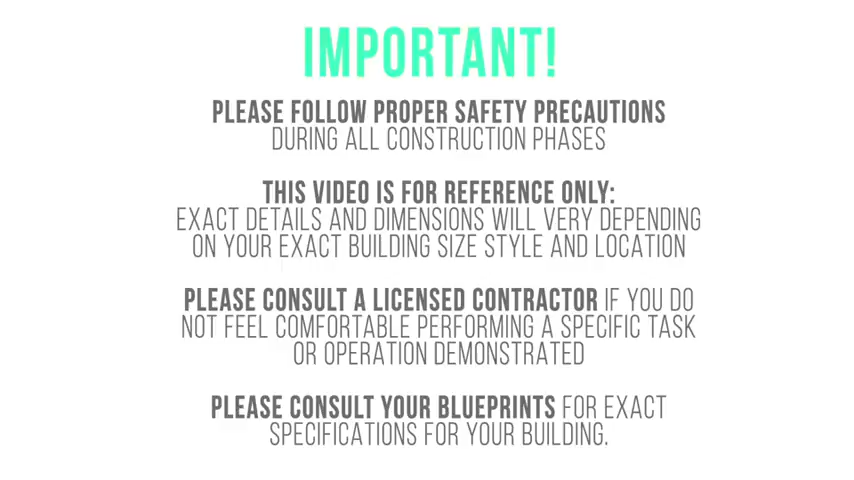 IMPORTANT!
PLEASE FOLLOW PROPER SAFETY PRECAUTIONS
DURING ALL CONSTRUCTION PHASES
THIS VIDEO IS FOR REFERENCE ONLY:
EXACT DETAILS AND DIMENSIONS WILL VERY DEPENDING
ON YOUR EXACT BUILDING SIZE STYLE AND LOCATION
PLEASE CONSULT A LICENSED CONTRACTOR IF YOU DO
NOT FEEL COMFORTABLE PERFORMING A SPECIFIC TASK
OR OPERATION DEMONSTRATED
PLEASE CONSULT YOUR BLUEPRINTS FOR EXACT
SPECIFICATIONS FOR YOUR BUILDING.